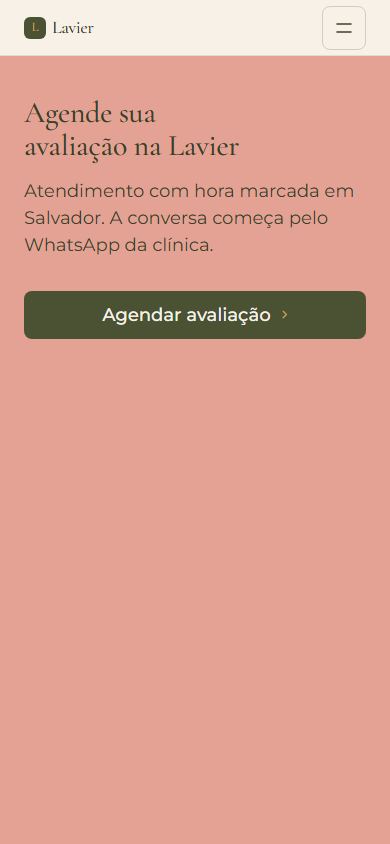 L Lavier
Agende sua
avaliação na Lavier
Atendimento com hora marcada em
Salvador. A conversa começa pelo
WhatsApp da clínica.
Agendar avaliação ›